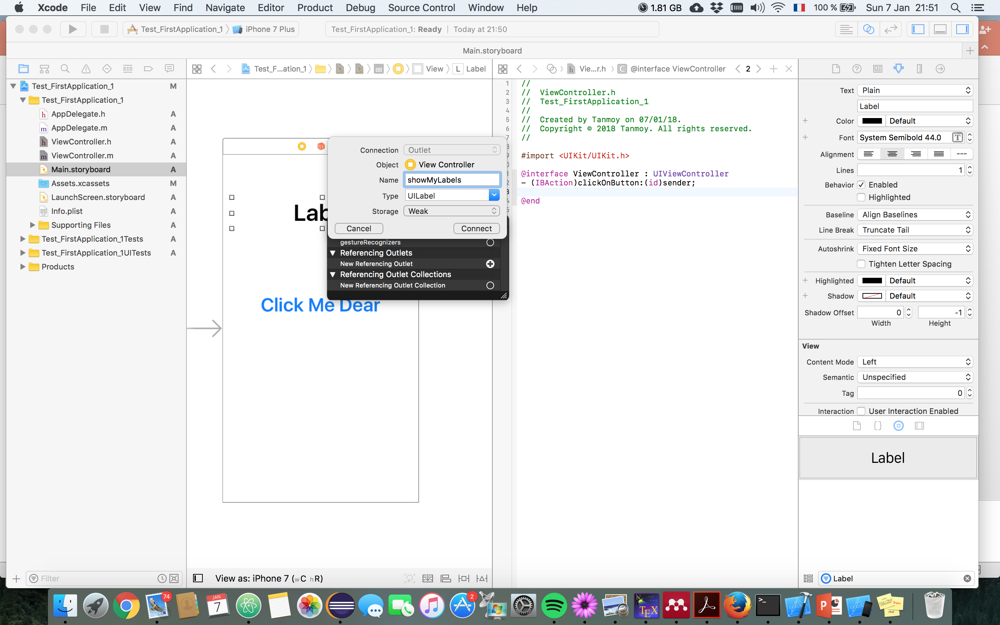 Xcode File Edit View Find Navigate Editor Product Debug Source Control Window Help 1.81 GB 100 % Sun 7 Jan 21:51
Test_FirstApplication_1 iPhone 7 Plus Test_FirstApplication_1: Ready | Today at 21:50
Main.storyboard
Test_F...ation_1 View L Label
h Vie...r.h C @interface ViewController 2
Test_FirstApplication_1 M
Test_FirstApplication_1
h AppDelegate.h A
m AppDelegate.m A
h ViewController.h A
m ViewController.m A
Main.storyboard A
Assets.xcassets M
LaunchScreen.storyboard A
Info.plist A
Supporting Files A
Test_FirstApplication_1Tests A
Test_FirstApplication_1UITests A
Products
Filter
Lab
Click Me Dear
View as: iPhone 7 (wC hR)
Connection Outlet
Object View Controller
Name showMyLabels
Type UILabel
Storage Weak
Cancel Connect
gestureRecognizers
Referencing Outlets
New Referencing Outlet
Referencing Outlet Collections
New Referencing Outlet Collection
1 //
2 // ViewController.h
3 // Test_FirstApplication_1
4 //
5 // Created by Tanmoy on 07/01/18.
6 // Copyright © 2018 Tanmoy. All rights reserved.
7 //
#import <UIKit/UIKit.h>
@interface ViewController : UIViewController
- (IBAction)clickOnButton:(id)sender;
@end
Text Plain
Label
Color Default
Font System Semibold 44.0 T
Alignment
Lines 1
Behavior Enabled
Highlighted
Baseline Align Baselines
Line Break Truncate Tail
Autoshrink Fixed Font Size
Tighten Letter Spacing
Highlighted Default
Shadow Default
Shadow Offset 0 -1
Width Height
View
Content Mode Left
Semantic Unspecified
Tag 0
Interaction User Interaction Enabled
Label
Label
74
JAN
7
2
TEX
P